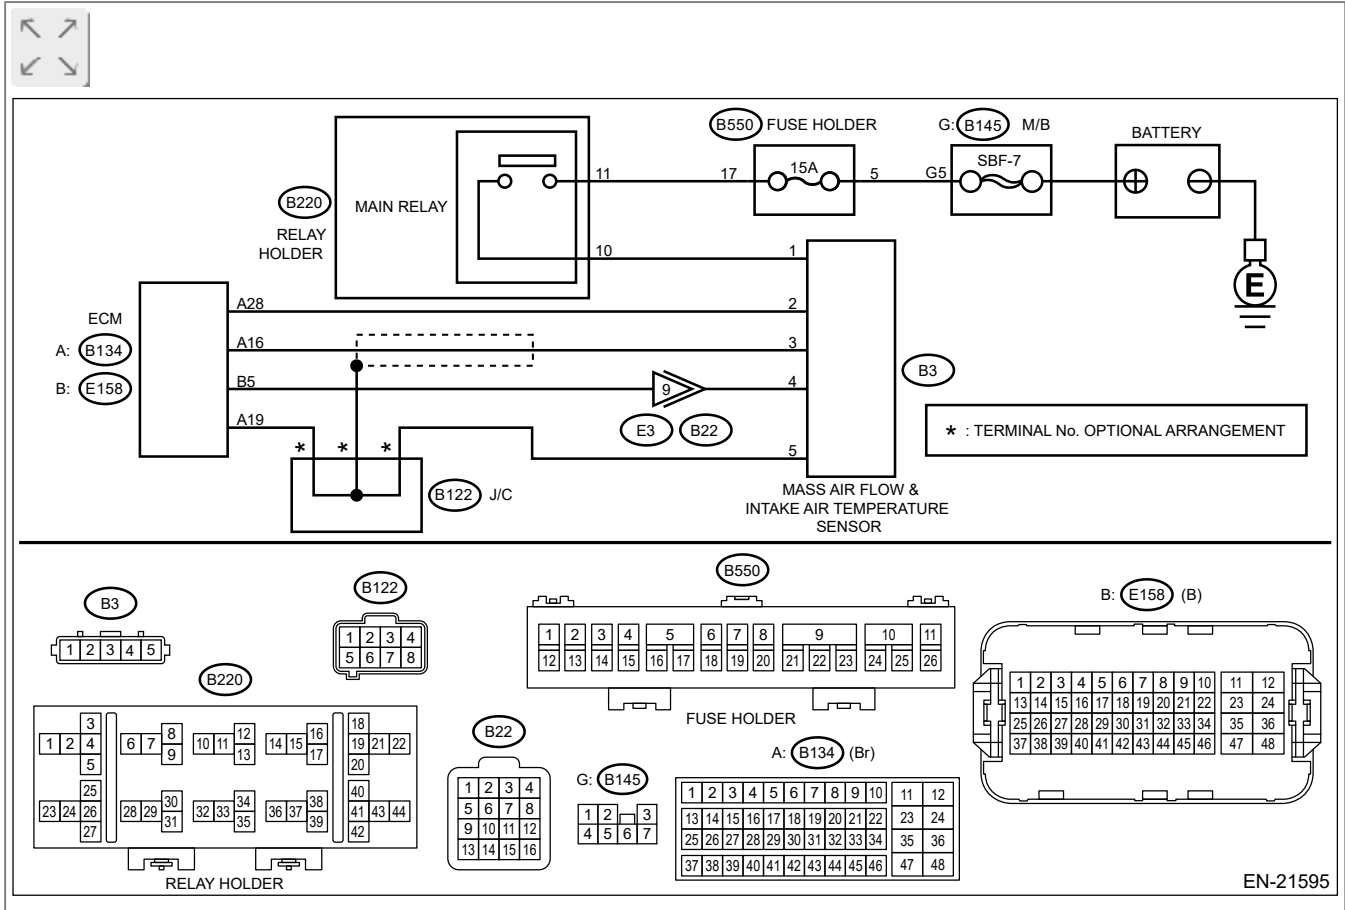 B550 FUSE HOLDER
G: B145 M/B
BATTERY
15A
SBF-7
11
17
5
G5
B220
MAIN RELAY
RELAY
HOLDER
10
1
E
ECM
A28
2
A: B134
A16
3
B: E158
B5
9
4
B3
E3 B22
A19
* * *
5
* : TERMINAL No. OPTIONAL ARRANGEMENT
B122 J/C
MASS AIR FLOW &
INTAKE AIR TEMPERATURE
SENSOR
B3
1 2 3 4 5
B122
1 2 3 4
5 6 7 8
B550
1 2 3 4 5 6 7 8 9 10 11
12 13 14 15 16 17 18 19 20 21 22 23 24 25 26
FUSE HOLDER
B: E158 (B)
1 2 3 4 5 6 7 8 9 10 11 12
13 14 15 16 17 18 19 20 21 22 23 24
25 26 27 28 29 30 31 32 33 34 35 36
37 38 39 40 41 42 43 44 45 46 47 48
B220
3 8 12 16 18
1 2 4 6 7 9 10 11 13 14 15 17 19 21 22
5 20
25 30 34 38 40
23 24 26 28 29 31 32 33 35 36 37 39 41 43 44
27 42
RELAY HOLDER
B22
1 2 3 4
5 6 7 8
9 10 11 12
13 14 15 16
G: B145
1 2 3
4 5 6 7
A: B134 (Br)
1 2 3 4 5 6 7 8 9 10 11 12
13 14 15 16 17 18 19 20 21 22 23 24
25 26 27 28 29 30 31 32 33 34 35 36
37 38 39 40 41 42 43 44 45 46 47 48
EN-21595